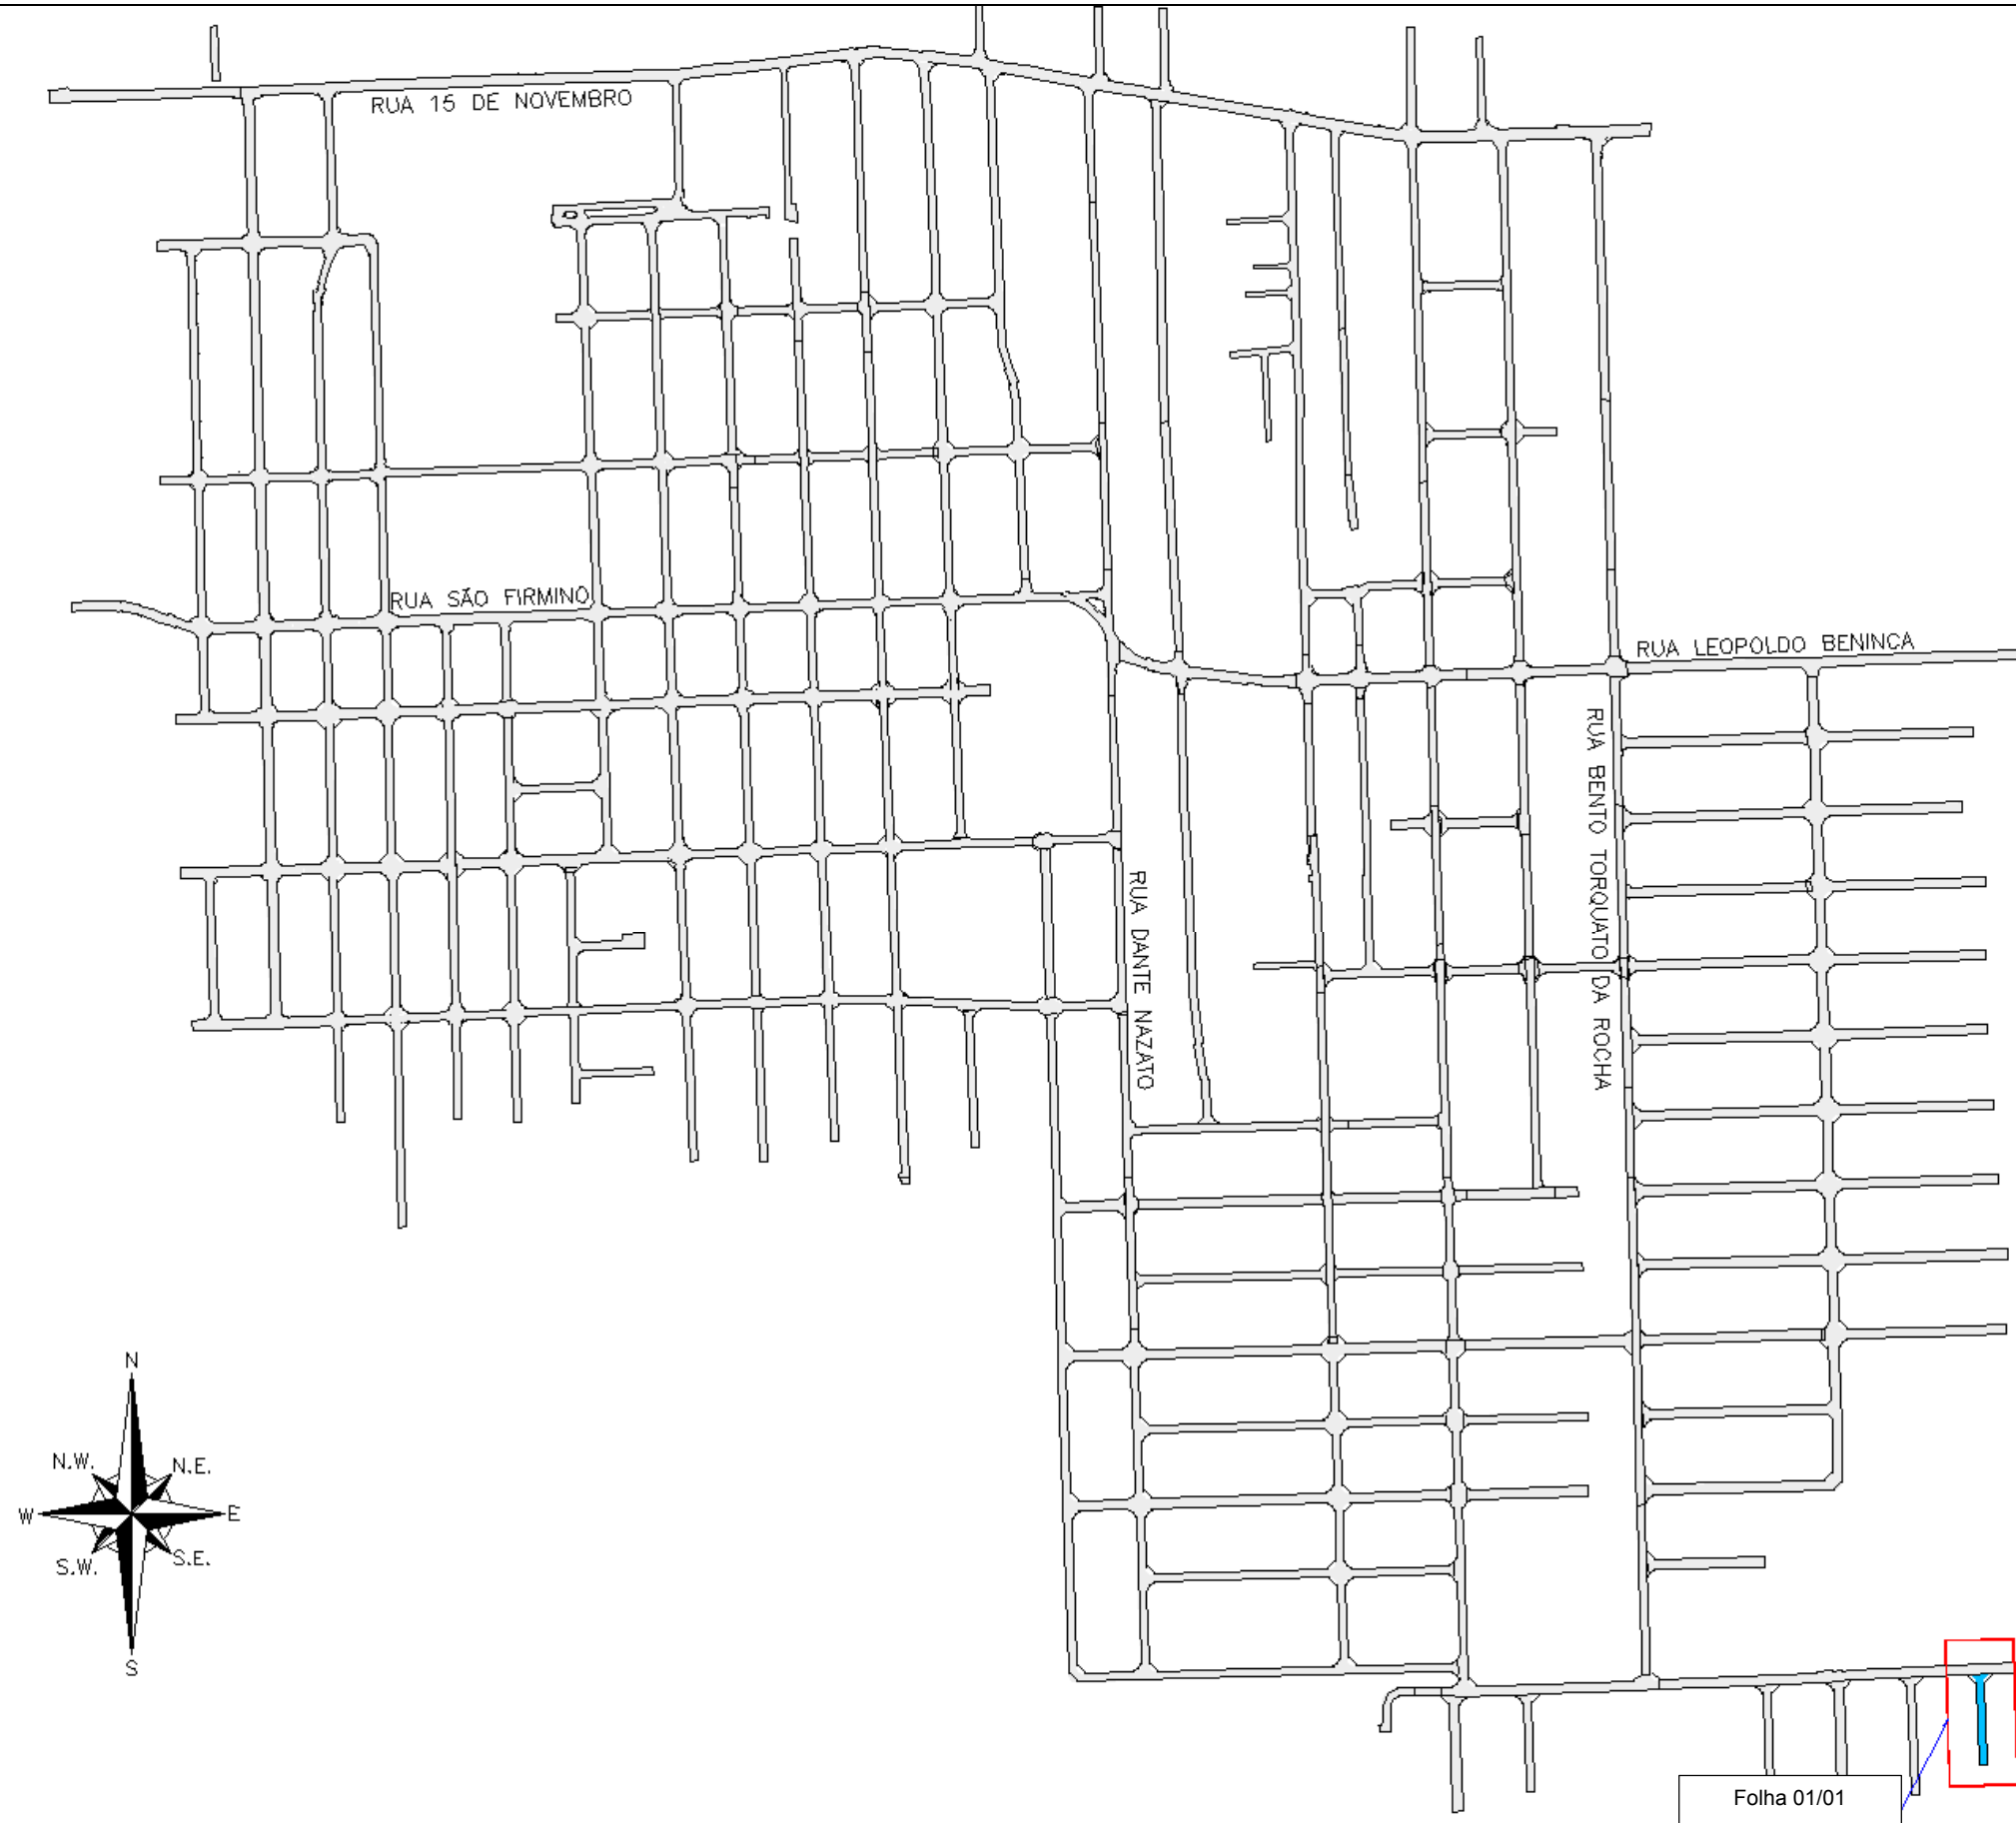 RUA 15 DE NOVEMBRO
RUA SÃO FIRMINO
RUA LEOPOLDO BENINCA
RUA BENTO TORQUATO DA ROCHA
RUA DANTE NAZATO
N
N.W.
N.E.
W
E
S.W.
S.E.
S
Folha 01/01